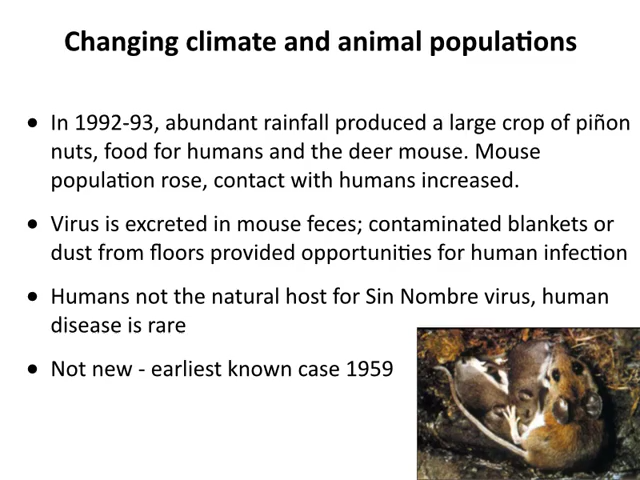 Changing climate and animal populations
• In 1992-93, abundant rainfall produced a large crop of piñon
nuts, food for humans and the deer mouse. Mouse
population rose, contact with humans increased.
• Virus is excreted in mouse feces; contaminated blankets or
dust from floors provided opportunities for human infection
• Humans not the natural host for Sin Nombre virus, human
disease is rare
• Not new - earliest known case 1959